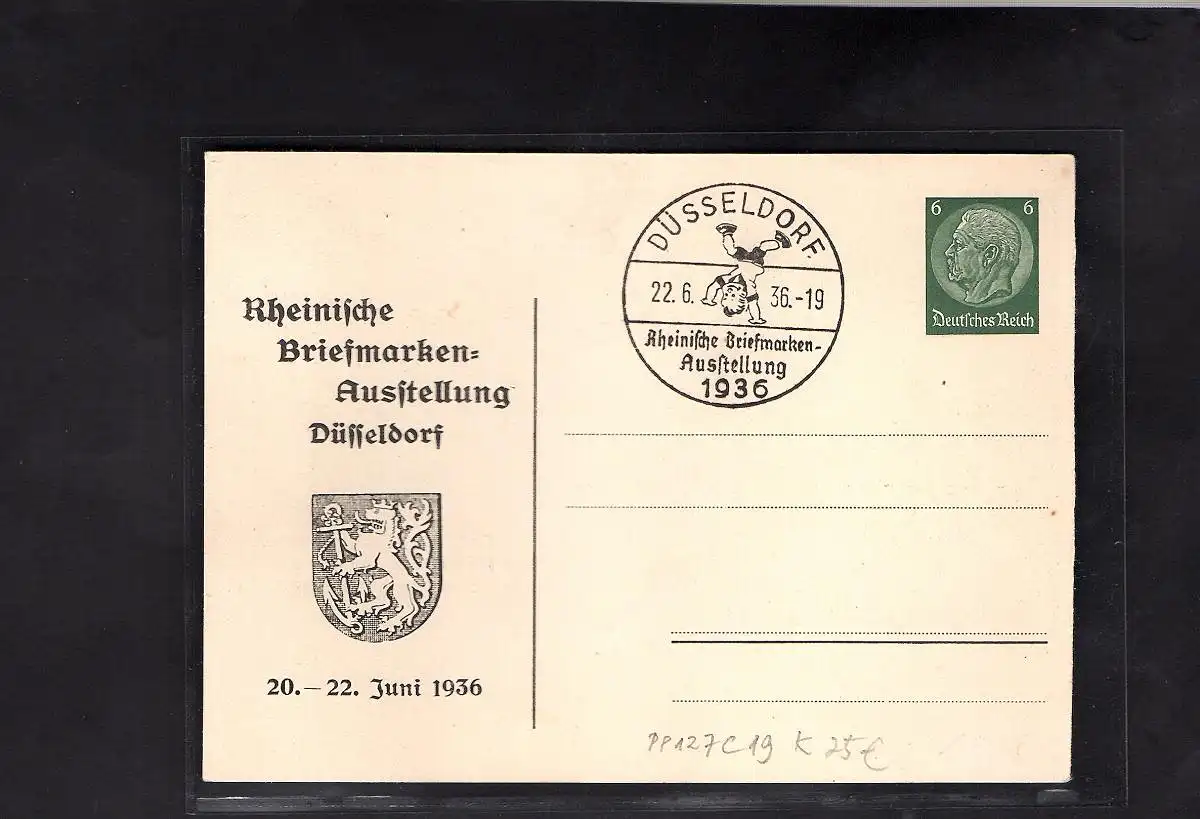 Rheinische
Briefmarken-
Ausstellung
Düsseldorf
20.–22. Juni 1936
DÜSSELDORF.
22.6. 36.-19
Rheinische Briefmarken-
Ausstellung
1936
6 6
Deutsches Reich
PP127C19 K 25€